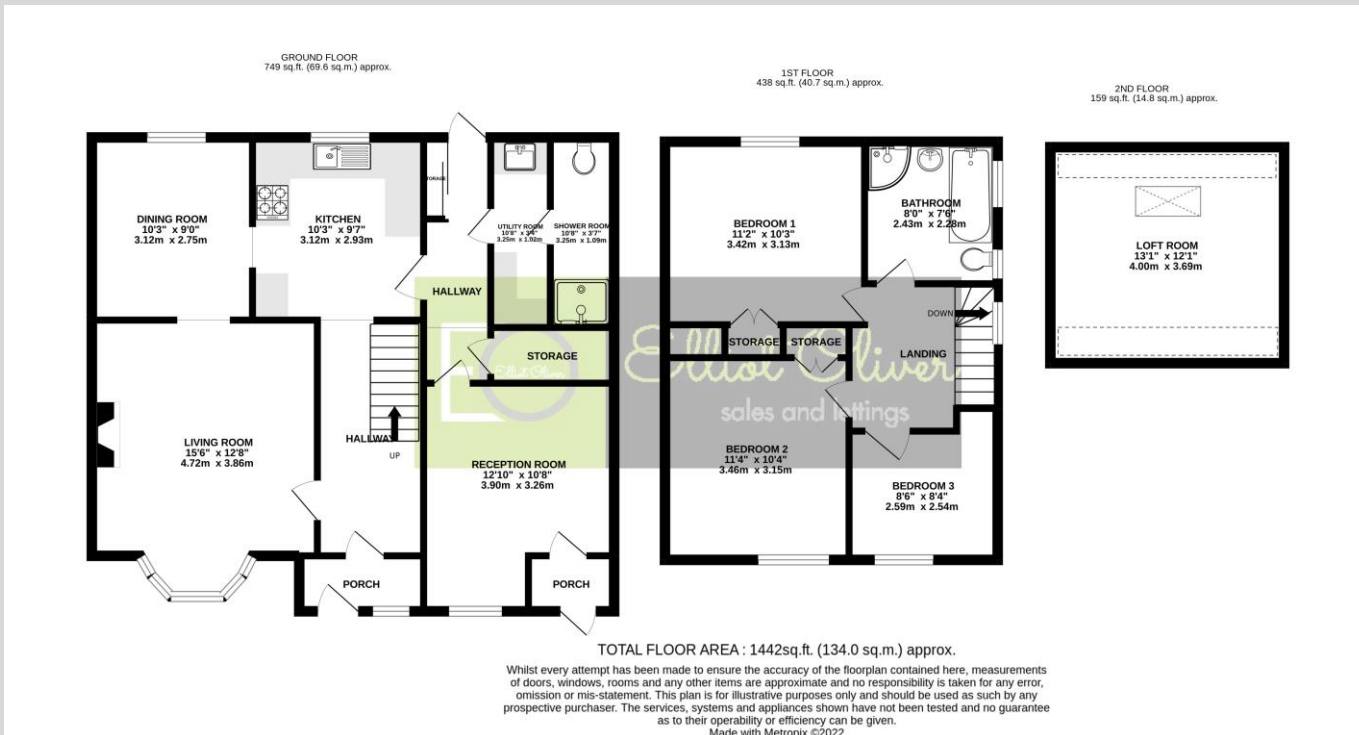 GROUND FLOOR
749 sq.ft. (69.6 sq.m.) approx.
DINING ROOM
10'3" x 9'0"
3.12m x 2.75m
KITCHEN
10'3" x 9'7"
3.12m x 2.93m
UTILITY ROOM
3.25m x 1.02m
SHOWER ROOM
10'8" x 3'7"
3.25m x 1.09m
HALLWAY
STORAGE
LIVING ROOM
15'6" x 12'8"
4.72m x 3.86m
HALLWAY
UP
RECEPTION ROOM
12'10" x 10'8"
3.90m x 3.26m
PORCH
PORCH
1ST FLOOR
438 sq.ft. (40.7 sq.m.) approx.
BEDROOM 1
11'2" x 10'3"
3.42m x 3.13m
BATHROOM
8'0" x 7'6"
2.43m x 2.28m
DOWN
STORAGE
STORAGE
LANDING
BEDROOM 2
11'4" x 10'4"
3.46m x 3.15m
BEDROOM 3
8'6" x 8'4"
2.59m x 2.54m
2ND FLOOR
159 sq.ft. (14.8 sq.m.) approx.
LOFT ROOM
13'1" x 12'1"
4.00m x 3.69m
Elliot Oliver
Elliot Oliver
sales and lettings
TOTAL FLOOR AREA : 1442sq.ft. (134.0 sq.m.) approx.
Whilst every attempt has been made to ensure the accuracy of the floorplan contained here, measurements
of doors, windows, rooms and any other items are approximate and no responsibility is taken for any error,
omission or mis-statement. This plan is for illustrative purposes only and should be used as such by any
prospective purchaser. The services, systems and appliances shown have not been tested and no guarantee
as to their operability or efficiency can be given.
Made with Metropix ©2022